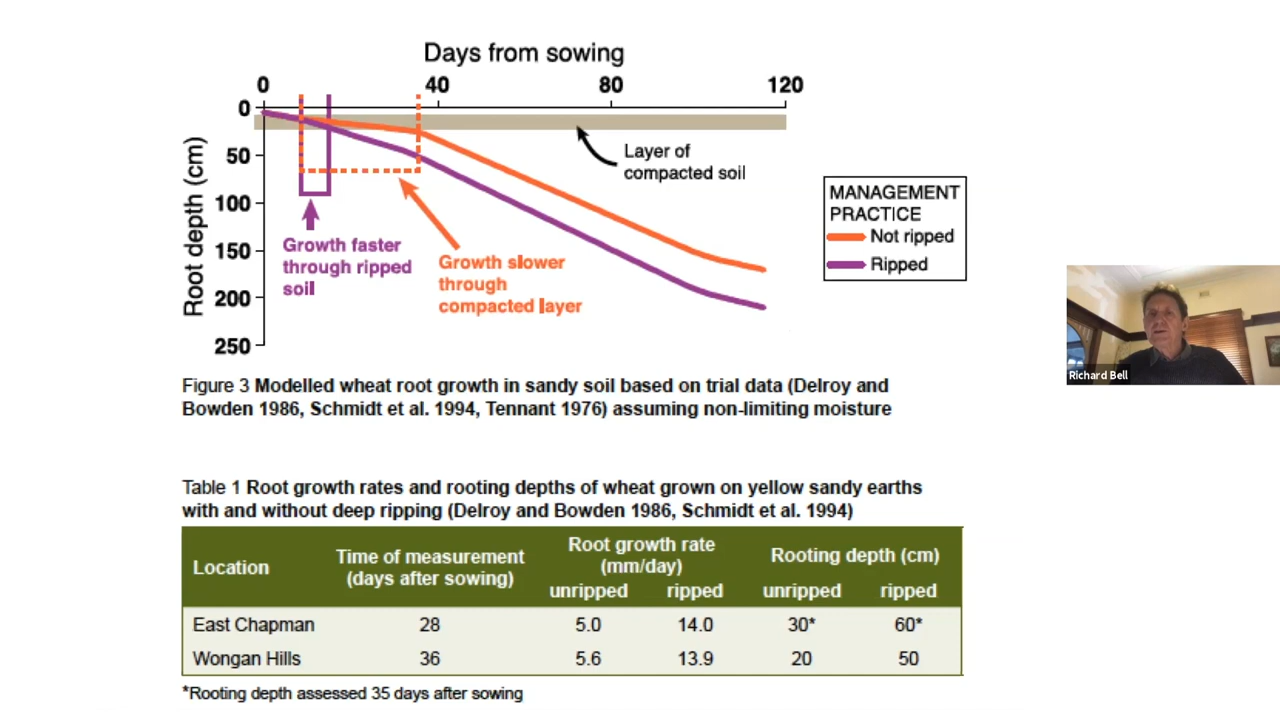 Days from sowing
0 40 80 120
Root depth (cm)
0
50
100
150
200
250
Layer of
compacted soil
Growth faster
through ripped
soil
Growth slower
through
compacted layer
MANAGEMENT
PRACTICE
Not ripped
Ripped
Richard Bell
Figure 3 Modelled wheat root growth in sandy soil based on trial data (Delroy and
Bowden 1986, Schmidt et al. 1994, Tennant 1976) assuming non-limiting moisture
Table 1 Root growth rates and rooting depths of wheat grown on yellow sandy earths
with and without deep ripping (Delroy and Bowden 1986, Schmidt et al. 1994)
Location
Time of measurement
(days after sowing)
Root growth rate
(mm/day)
Rooting depth (cm)
unripped ripped unripped ripped
East Chapman 28 5.0 14.0 30* 60*
Wongan Hills 36 5.6 13.9 20 50
*Rooting depth assessed 35 days after sowing